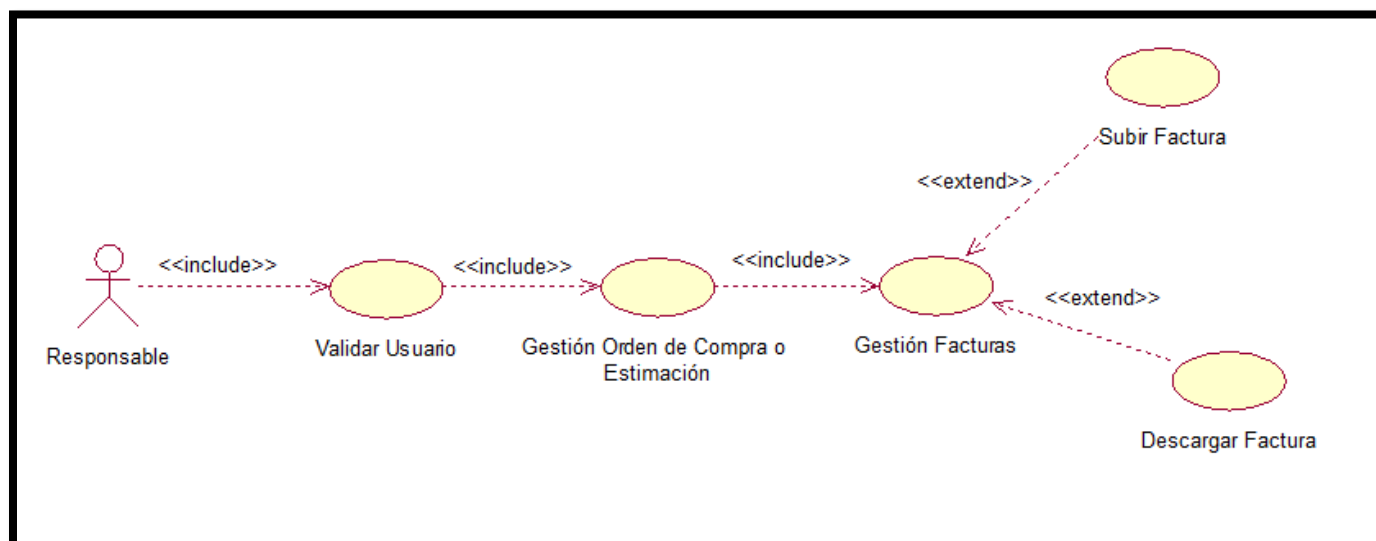 Subir Factura
<<extend>>
<<include>>
<<include>>
<<include>>
<<extend>>
Responsable
Validar Usuario
Gestión Orden de Compra o
Estimación
Gestión Facturas
Descargar Factura